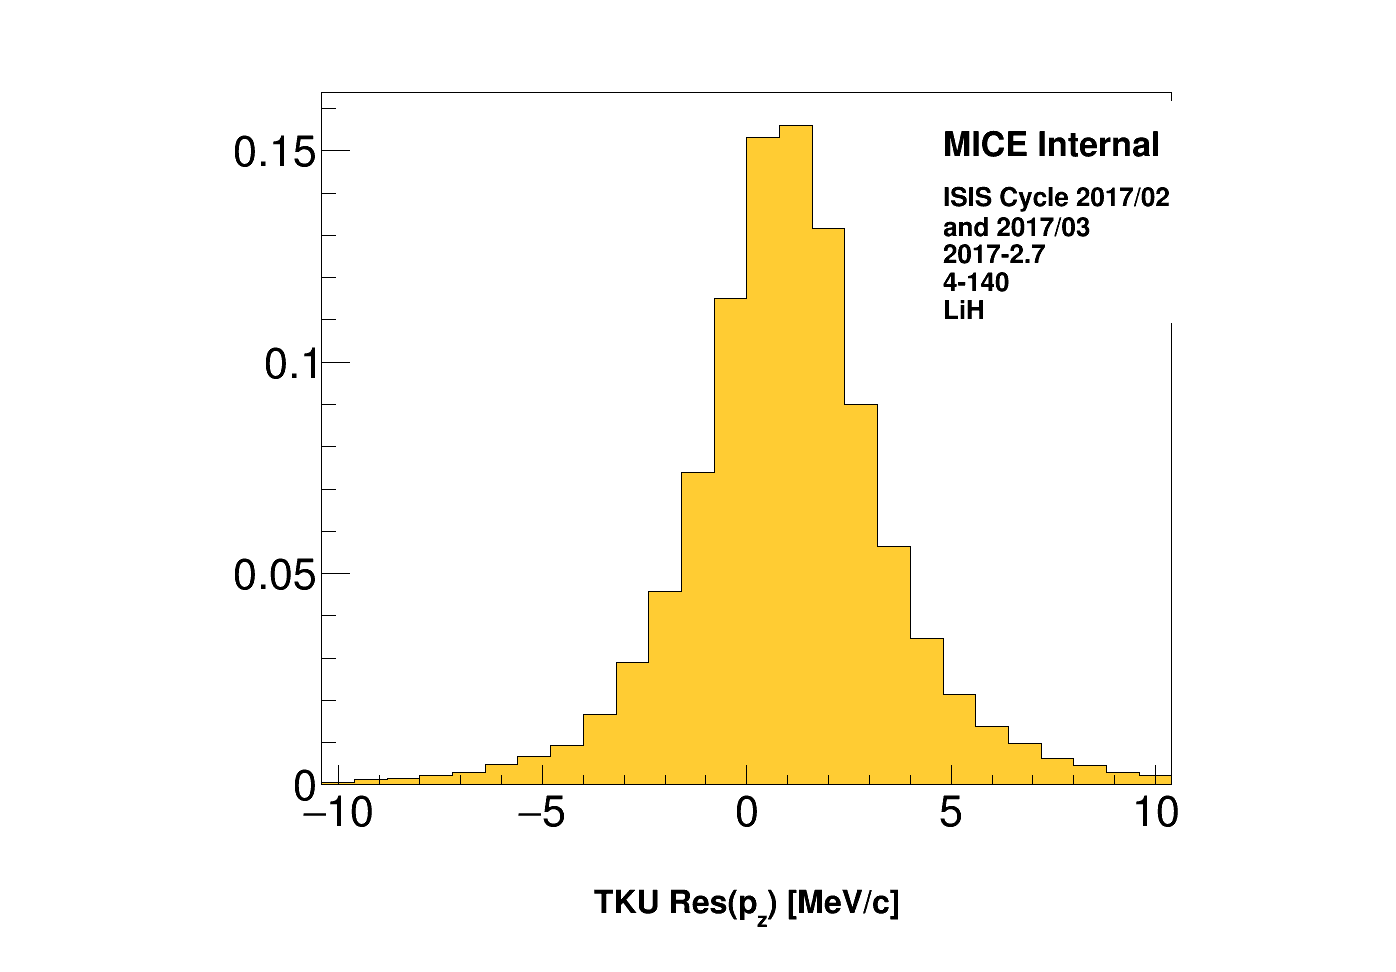 MICE Internal
ISIS Cycle 2017/02
and 2017/03
2017-2.7
4-140
LiH
0.15
0.1
0.05
0
−10 −5 0 5 10
TKU Res(pz) [MeV/c]